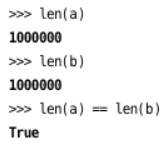 >>> len(a)
1000000
>>> len(b)
1000000
>>> len(a) == len(b)
True